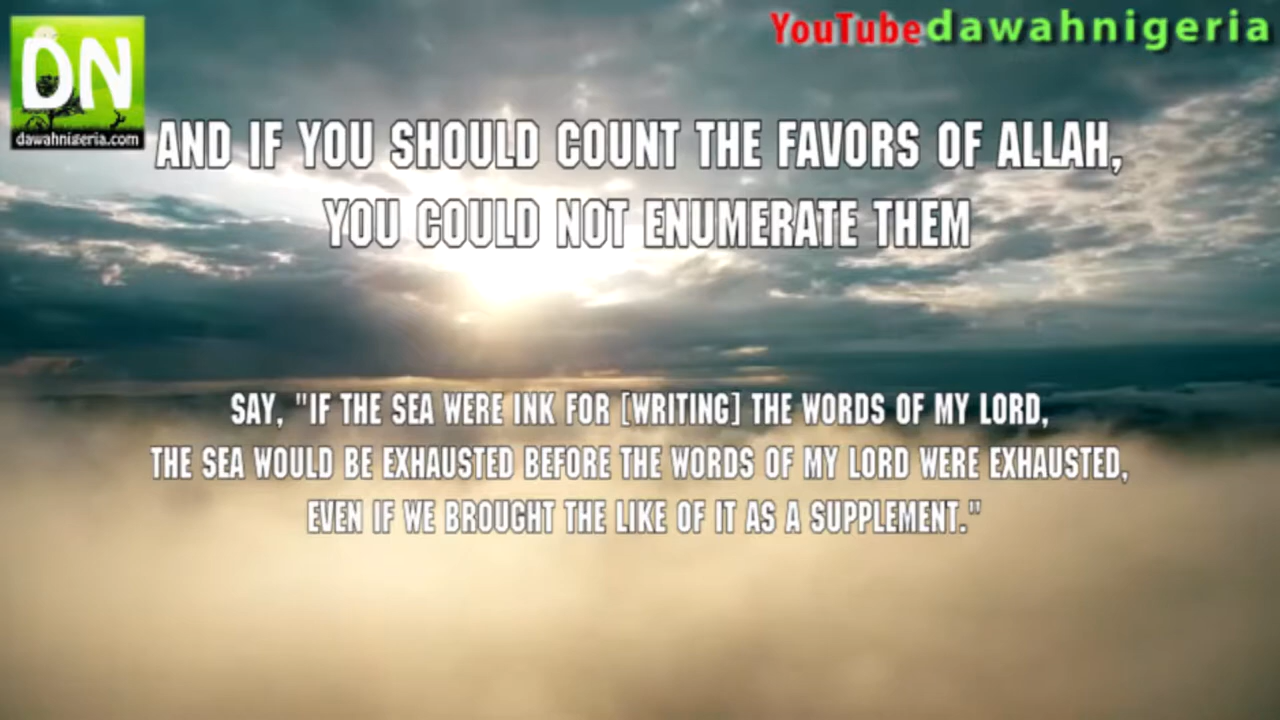 DN
dawahnigeria.com
YouTube dawahnigeria
AND IF YOU SHOULD COUNT THE FAVORS OF ALLAH,
YOU COULD NOT ENUMERATE THEM
SAY, "IF THE SEA WERE INK FOR [WRITING] THE WORDS OF MY LORD,
THE SEA WOULD BE EXHAUSTED BEFORE THE WORDS OF MY LORD WERE EXHAUSTED,
EVEN IF WE BROUGHT THE LIKE OF IT AS A SUPPLEMENT."